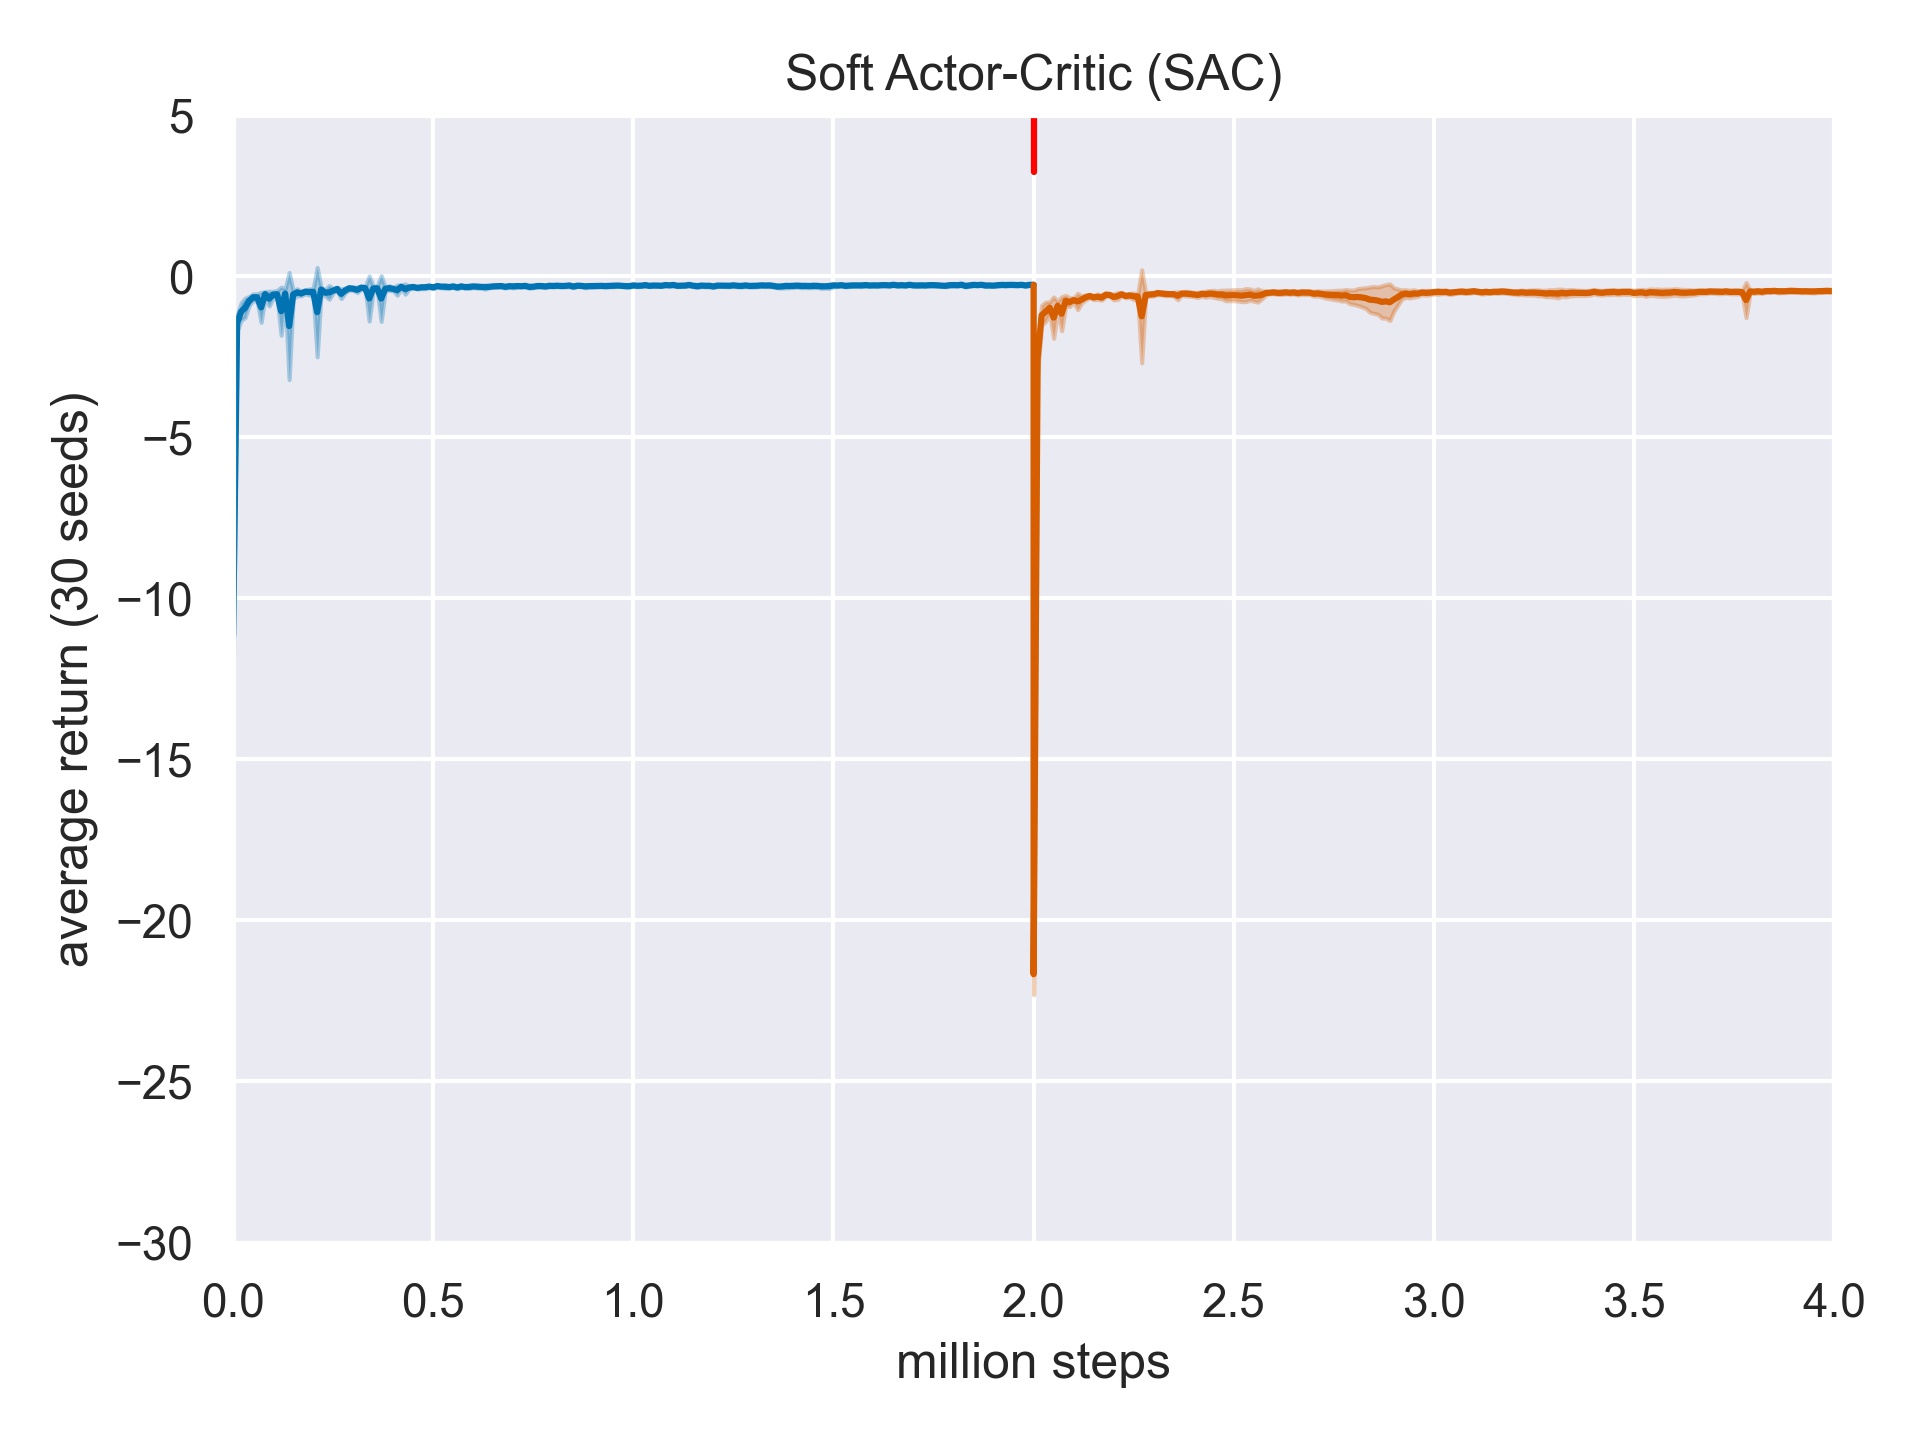 Soft Actor-Critic (SAC)
5
0
−5
−10
−15
−20
−25
−30
average return (30 seeds)
0.0 0.5 1.0 1.5 2.0 2.5 3.0 3.5 4.0
million steps